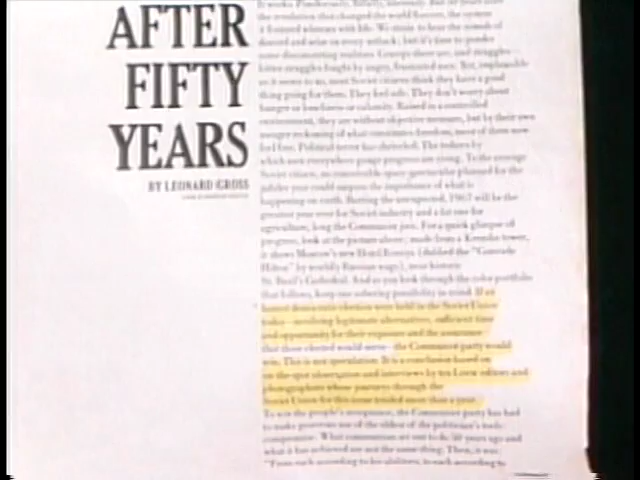 AFTER
FIFTY
YEARS
BY LEONARD GROSS
the revolution that changed the world forever, the system
it fostered whirrs with life. We strain to hear the sounds of
discord and seize on every setback; but it's time to ponder
some disconcerting realities. Groups there are, and struggles—
bitter struggles fought by angry, frustrated men. Yet, implausible
as it seems to us, most Soviet citizens think they have a good
thing going for them. They feel safe. They don't worry about
hunger or loneliness or calamity. Raised in a controlled
environment, they are without objective measure, but by their own
meager reckoning of what constitutes freedom, most of them now
feel free. Political terror has dwindled. The indices by
which men everywhere gauge progress are rising. To the average
Soviet citizen, no conceivable space spectacular planned for the
jubilee year could surpass the importance of what is
happening on earth. Barring the unexpected, 1967 will be the
greatest year ever for Soviet industry and a fat one for
agriculture, long the Communist jinx. For a quick glimpse of
progress, look at the picture above; made from a Kremlin tower,
it shows Moscow's new Hotel Rossiya (dubbed the "Comrade
Hilton" by worldly Russian wags), near historic
St. Basil's Cathedral. And as you look through the color portfolio
that follows, keep one sobering possibility in mind: If an
honest democratic election were held in the Soviet Union
today—involving legitimate alternatives, sufficient time
and opportunity for their exposure and the assurance
that those elected would serve—the Communist party would
win. This is not speculation. It is a conclusion based on
on-the-spot observation and interviews by ten Look editors and
photographers whose journeys through the
Soviet Union for this issue totaled more than a year.
To win the people's acceptance, the Communist party has had
to make generous use of the oldest of the politician's tools:
compromise. What communism set out to do 50 years ago and
what it has achieved are not the same thing. Then, it was:
"From each according to his abilities, to each according to